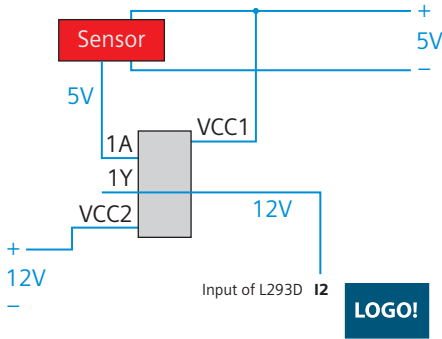 +
Sensor
5V
−
5V
VCC1
1A
1Y
12V
VCC2
+
12V
−
Input of L293D I2
LOGO!